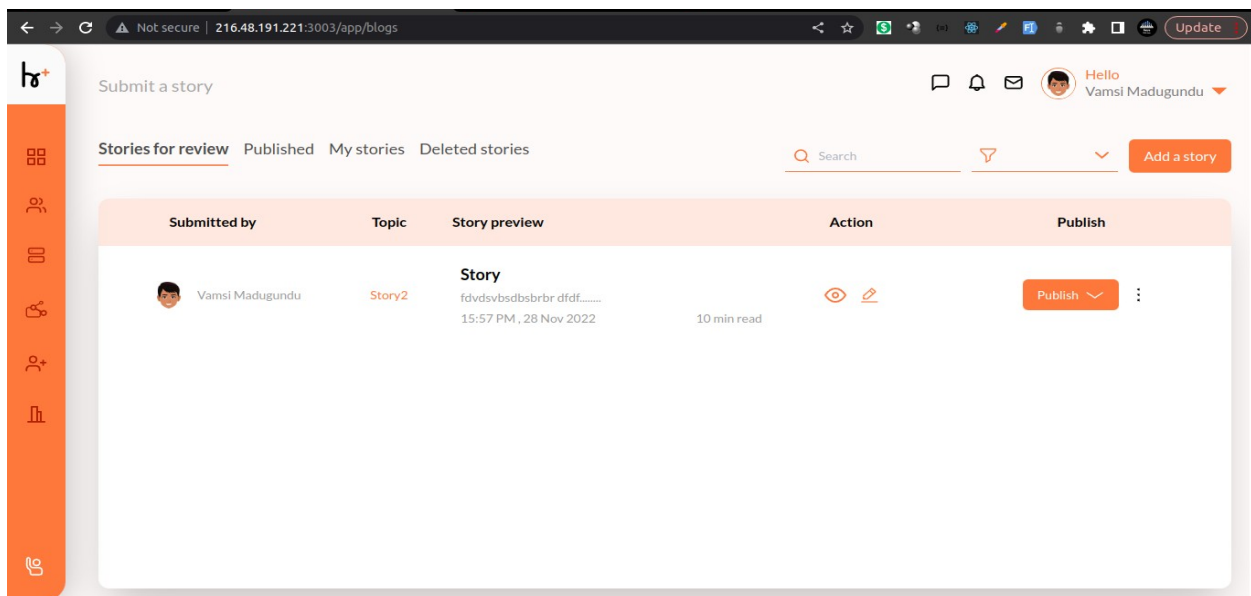 Not secure | 216.48.191.221:3003/app/blogs
Update
hr+
Submit a story
Hello
Vamsi Madugundu
Stories for review Published My stories Deleted stories
Search
Add a story
Submitted by Topic Story preview Action Publish
Story
Vamsi Madugundu Story2 fdvdsvbsdbsbrbr dfdf........ Publish
15:57 PM , 28 Nov 2022 10 min read